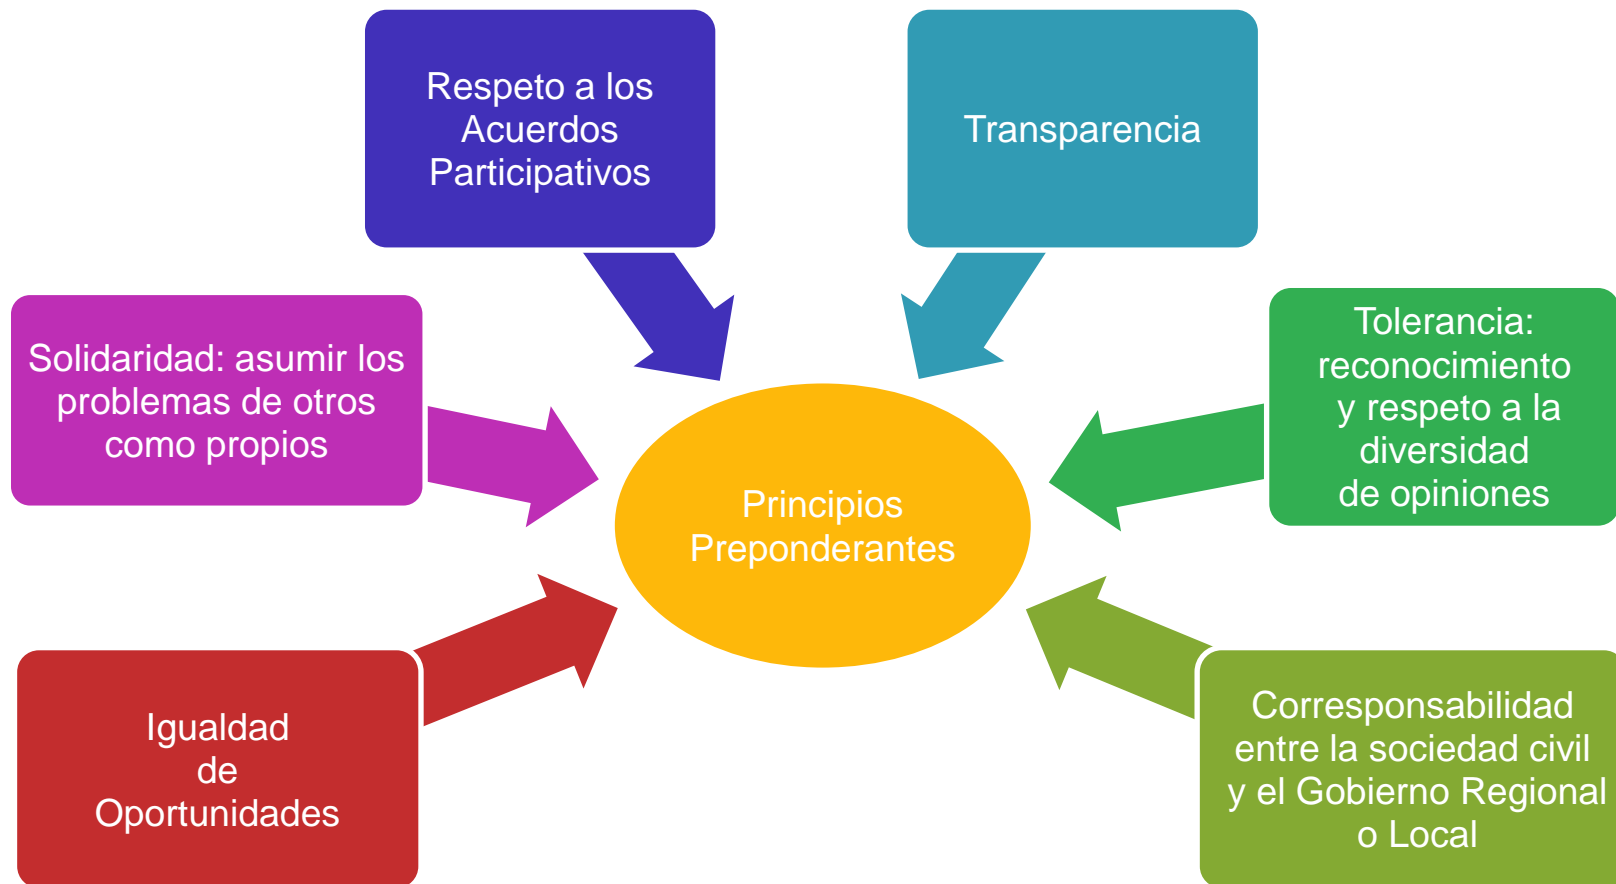 Respeto a los
Acuerdos
Participativos
Transparencia
Solidaridad: asumir los
problemas de otros
como propios
Tolerancia:
reconocimiento
y respeto a la
diversidad
de opiniones
Principios
Preponderantes
Igualdad
de
Oportunidades
Corresponsabilidad
entre la sociedad civil
y el Gobierno Regional
o Local